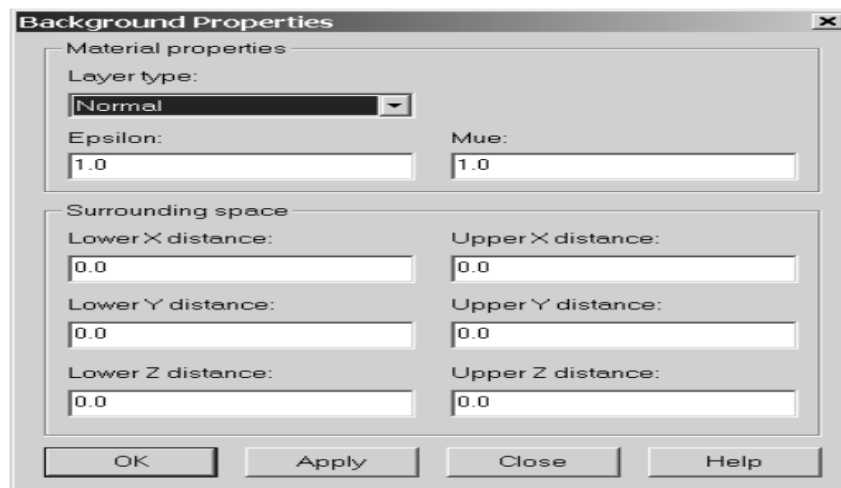 Background Properties
Material properties
Layer type:
Normal
Epsilon: Mue:
1.0 1.0
Surrounding space
Lower X distance: Upper X distance:
0.0 0.0
Lower Y distance: Upper Y distance:
0.0 0.0
Lower Z distance: Upper Z distance:
0.0 0.0
OK Apply Close Help